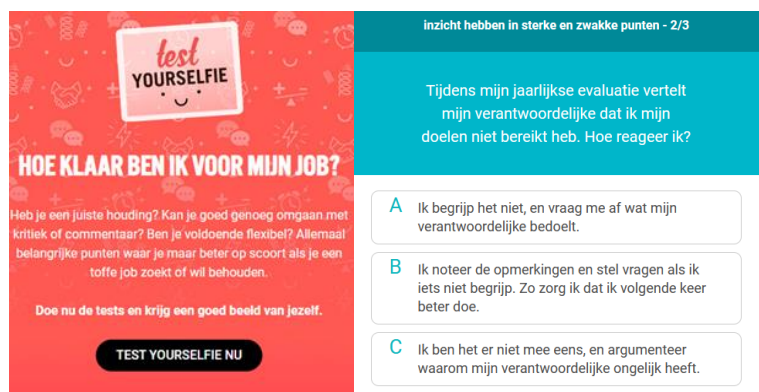 test
YOURSELFIE
HOE KLAAR BEN IK VOOR MIJN JOB?
Heb je een juiste houding? Kan je goed genoeg omgaan met
kritiek of commentaar? Ben je voldoende flexibel? Allemaal
belangrijke punten waar je maar beter op scoort als je een
toffe job zoekt of wil behouden.
Doe nu de tests en krijg een goed beeld van jezelf.
TEST YOURSELFIE NU
inzicht hebben in sterke en zwakke punten - 2/3
Tijdens mijn jaarlijkse evaluatie vertelt
mijn verantwoordelijke dat ik mijn
doelen niet bereikt heb. Hoe reageer ik?
A Ik begrijp het niet, en vraag me af wat mijn
verantwoordelijke bedoelt.
B Ik noteer de opmerkingen en stel vragen als ik
iets niet begrijp. Zo zorg ik dat ik volgende keer
beter doe.
C Ik ben het er niet mee eens, en argumenteer
waarom mijn verantwoordelijke ongelijk heeft.